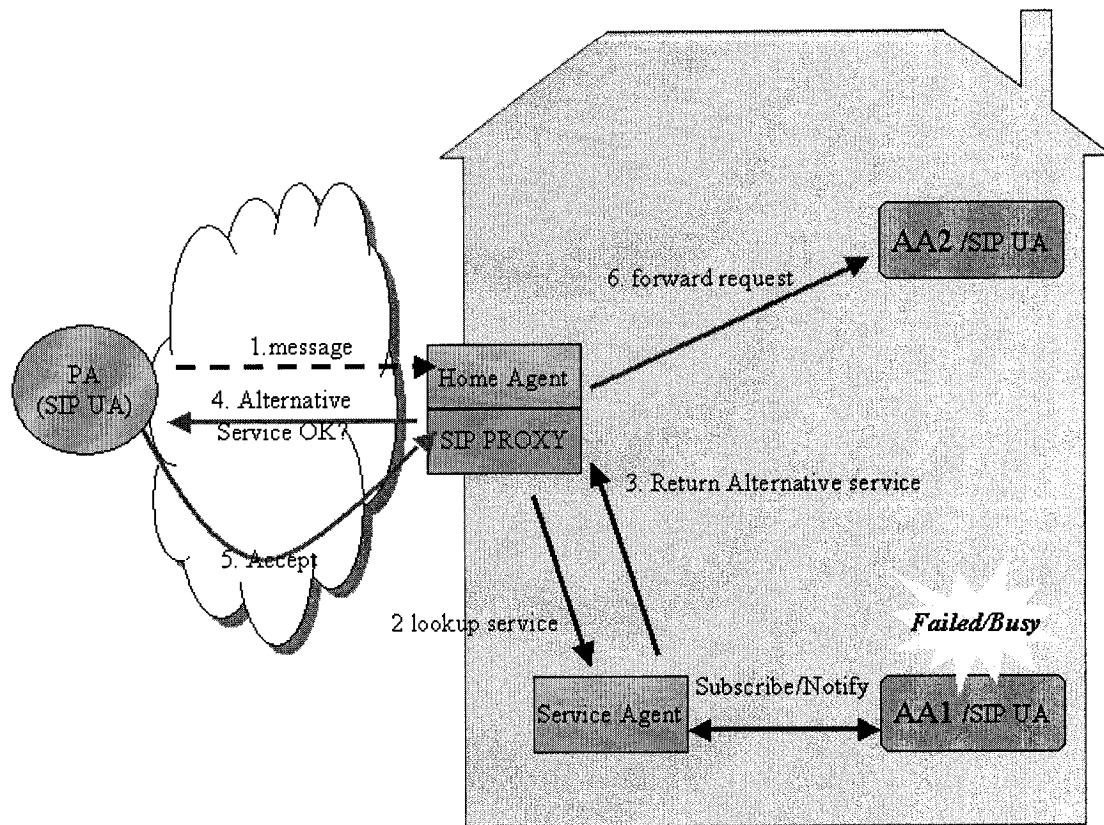 AA2 /SIP UA
6. forward request
1.message
PA
(SIP UA)
Home Agent
4. Alternative
Service OK?
SIP PROXY
3. Return Alternative service
5. Accept
2 lookup service
Failed/Busy
Subscribe/Notify
Service Agent
AA1 /SIP UA